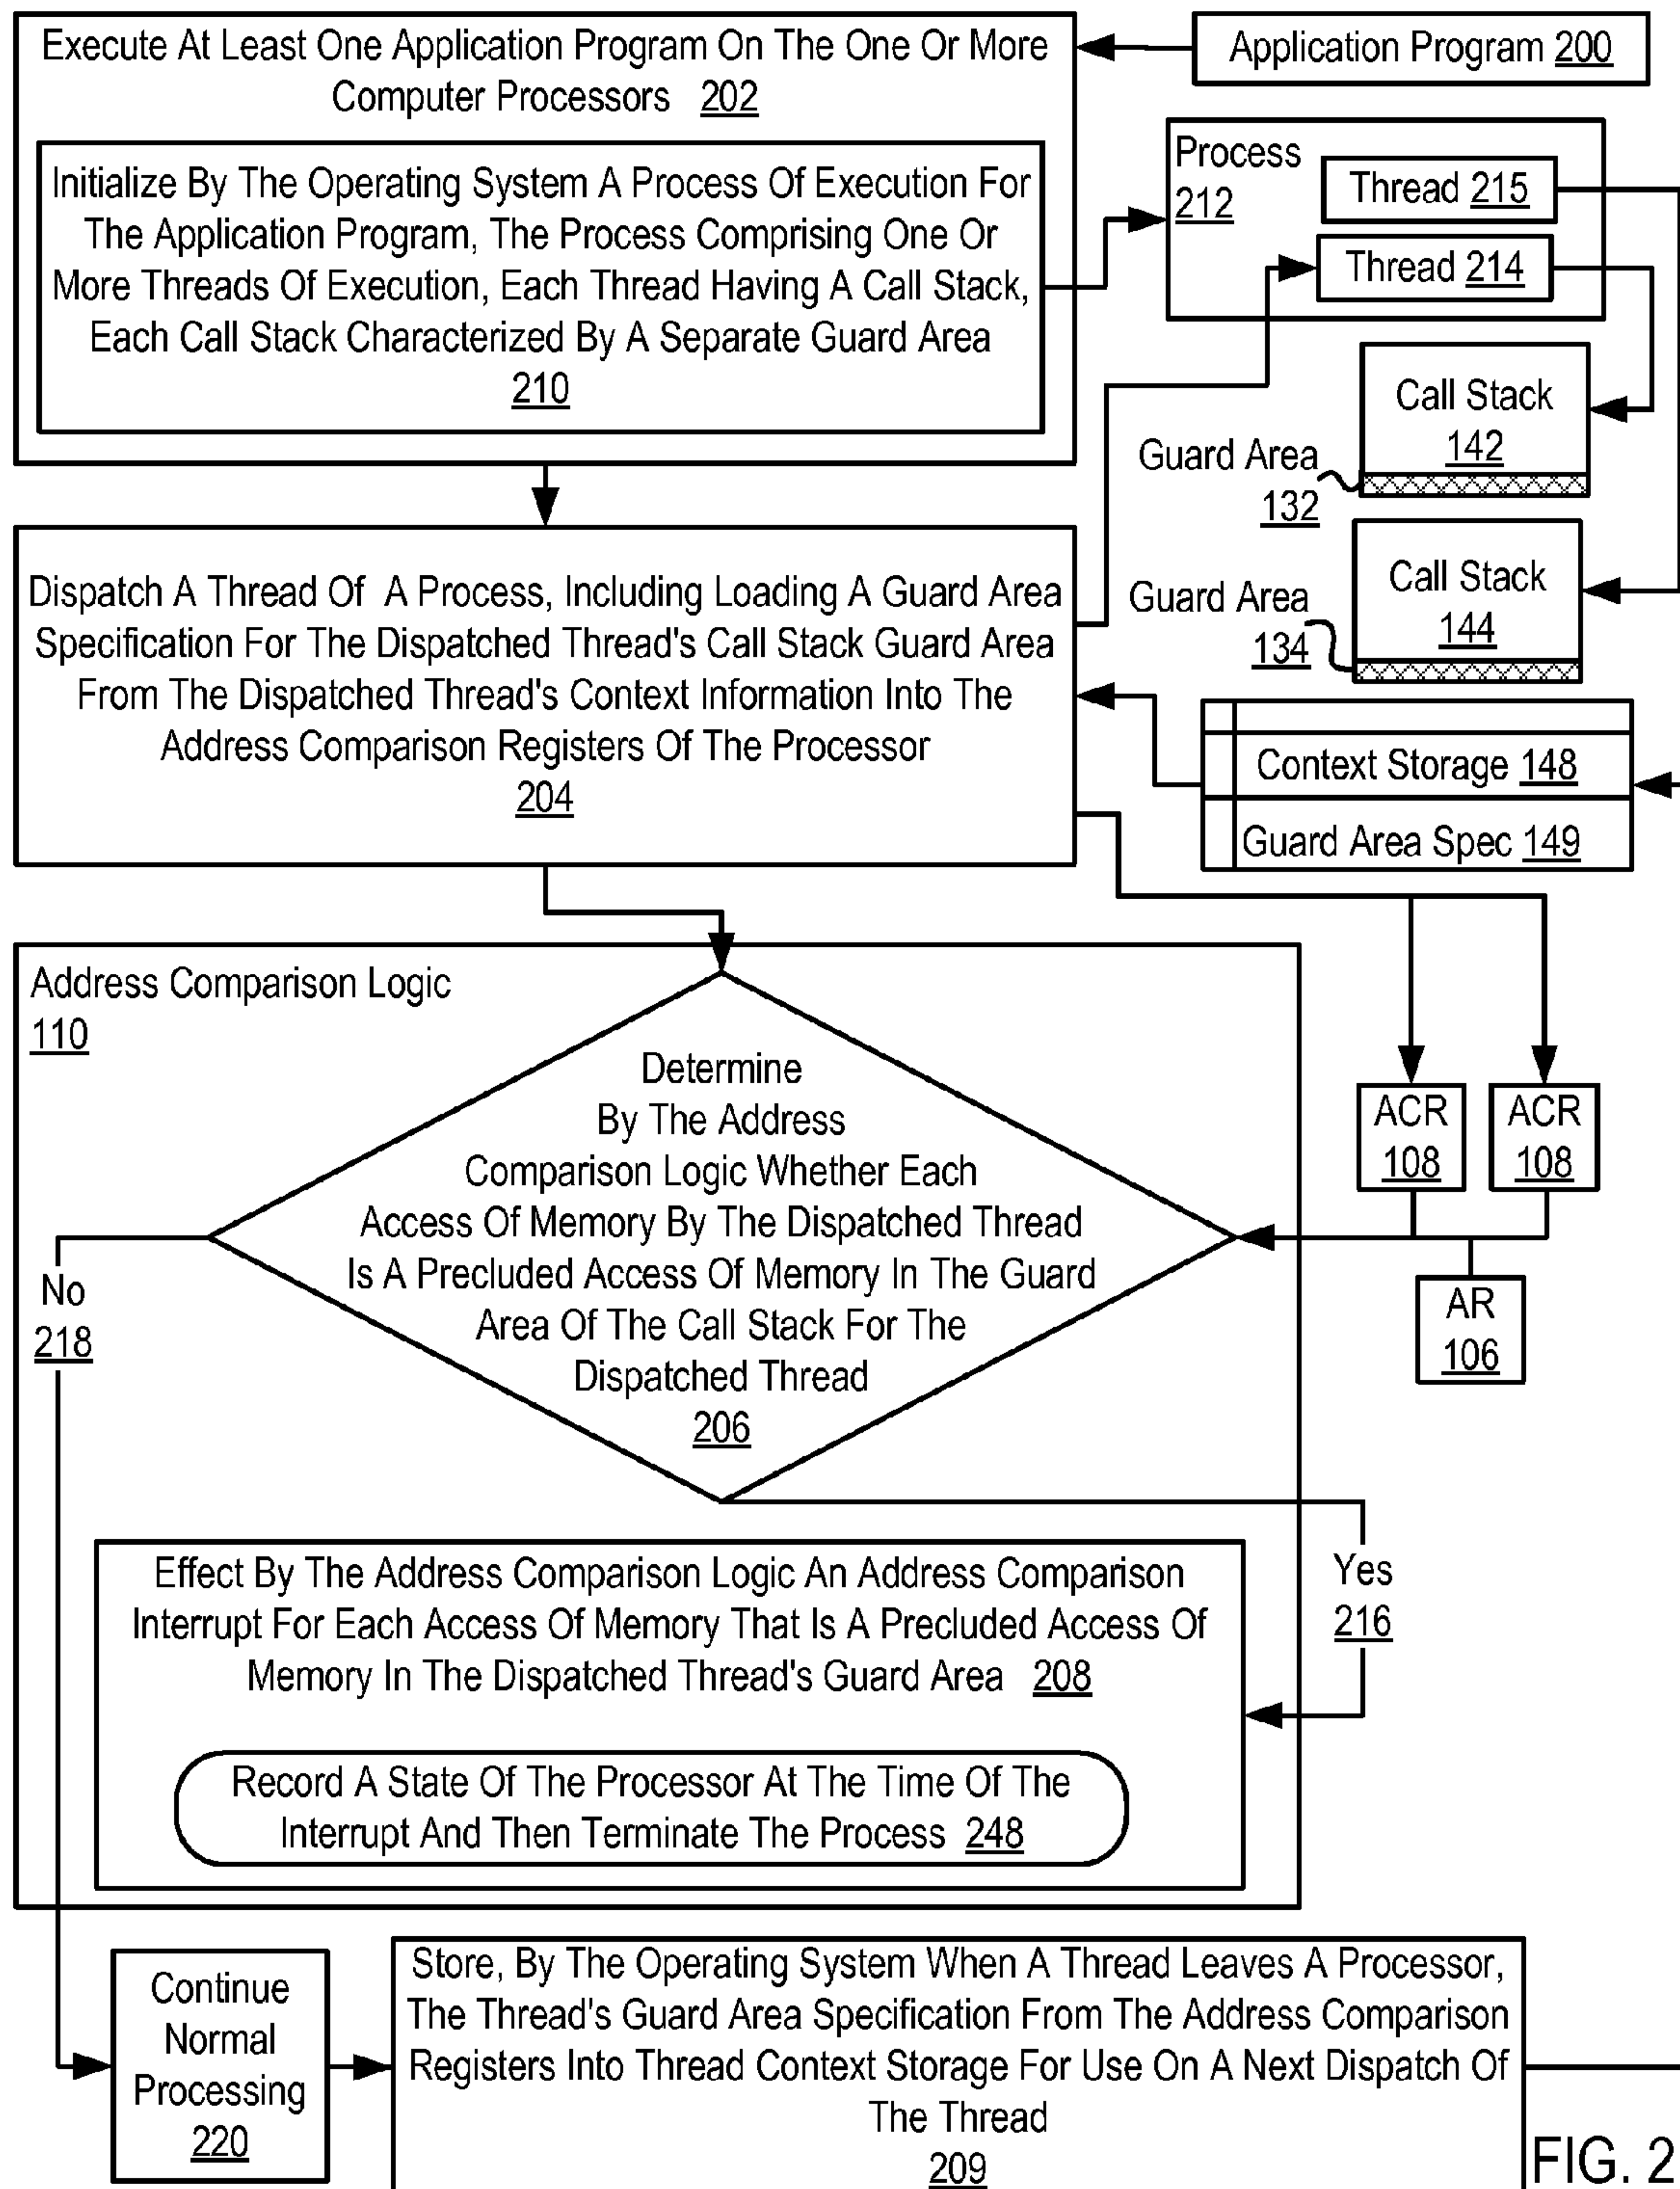 Execute At Least One Application Program On The One Or More
Computer Processors 202
Application Program 200
Initialize By The Operating System A Process Of Execution For
The Application Program, The Process Comprising One Or
More Threads Of Execution, Each Thread Having A Call Stack,
Each Call Stack Characterized By A Separate Guard Area
210
Process
212
Thread 215
Thread 214
Call Stack
142
Guard Area
132
Call Stack
144
Guard Area
134
Dispatch A Thread Of A Process, Including Loading A Guard Area
Specification For The Dispatched Thread's Call Stack Guard Area
From The Dispatched Thread's Context Information Into The
Address Comparison Registers Of The Processor
204
Context Storage 148
Guard Area Spec 149
Address Comparison Logic
110
Determine
By The Address
Comparison Logic Whether Each
Access Of Memory By The Dispatched Thread
Is A Precluded Access Of Memory In The Guard
Area Of The Call Stack For The
Dispatched Thread
206
ACR
108
ACR
108
AR
106
No
218
Yes
216
Effect By The Address Comparison Logic An Address Comparison
Interrupt For Each Access Of Memory That Is A Precluded Access Of
Memory In The Dispatched Thread's Guard Area 208
Record A State Of The Processor At The Time Of The
Interrupt And Then Terminate The Process 248
Continue
Normal
Processing
220
Store, By The Operating System When A Thread Leaves A Processor,
The Thread's Guard Area Specification From The Address Comparison
Registers Into Thread Context Storage For Use On A Next Dispatch Of
The Thread
209
FIG. 2